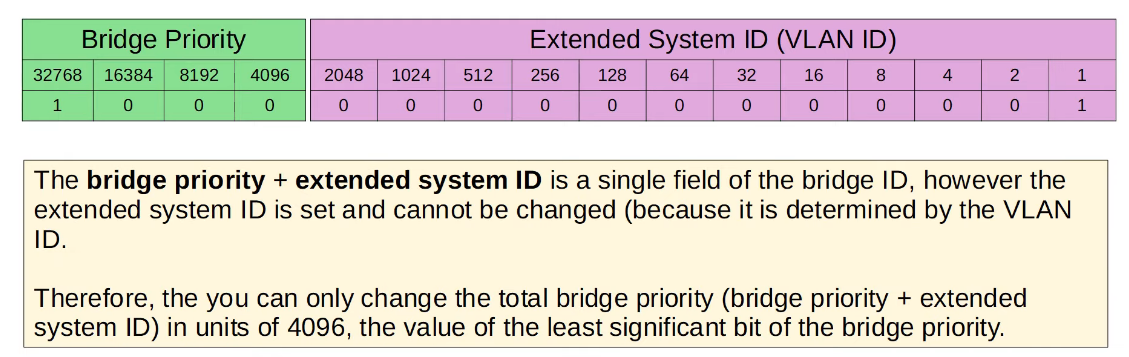 Bridge Priority Extended System ID (VLAN ID)
32768 16384 8192 4096 2048 1024 512 256 128 64 32 16 8 4 2 1
1 0 0 0 0 0 0 0 0 0 0 0 0 0 0 1
The bridge priority + extended system ID is a single field of the bridge ID, however the
extended system ID is set and cannot be changed (because it is determined by the VLAN
ID.
Therefore, the you can only change the total bridge priority (bridge priority + extended
system ID) in units of 4096, the value of the least significant bit of the bridge priority.